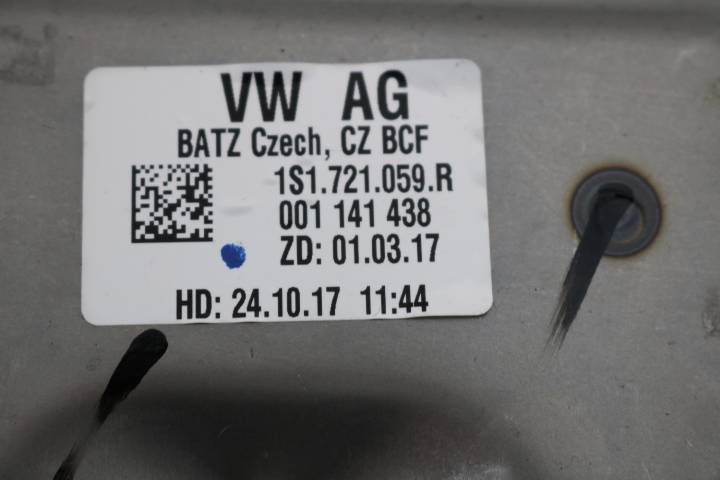 VW AG
BATZ Czech, CZ BCF
1S1.721.059.R
001 141 438
ZD: 01.03.17
HD: 24.10.17 11:44